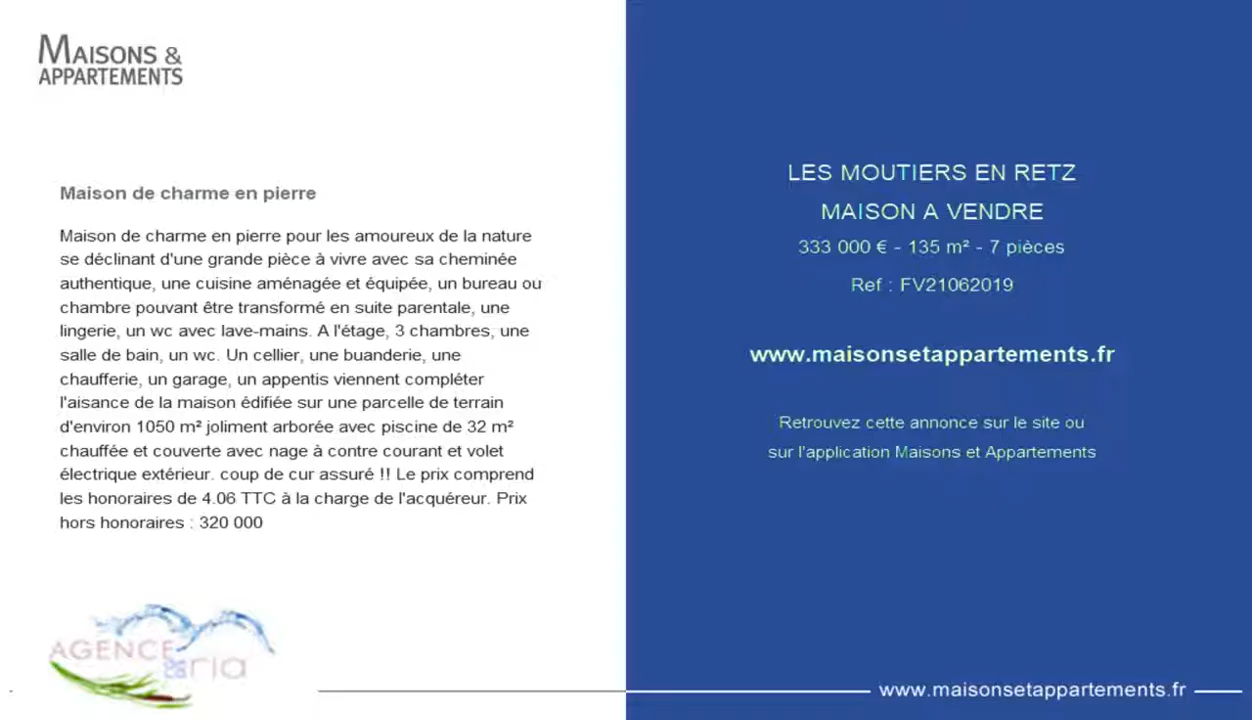 MAISONS &
APPARTEMENTS
Maison de charme en pierre
Maison de charme en pierre pour les amoureux de la nature
se déclinant d'une grande pièce à vivre avec sa cheminée
authentique, une cuisine aménagée et équipée, un bureau ou
chambre pouvant être transformé en suite parentale, une
lingerie, un wc avec lave-mains. A l'étage, 3 chambres, une
salle de bain, un wc. Un cellier, une buanderie, une
chaufferie, un garage, un appentis viennent compléter
l'aisance de la maison édifiée sur une parcelle de terrain
d'environ 1050 m² joliment arborée avec piscine de 32 m²
chauffée et couverte avec nage à contre courant et volet
électrique extérieur. coup de cur assuré !! Le prix comprend
les honoraires de 4.06 TTC à la charge de l'acquéreur. Prix
hors honoraires : 320 000
AGENCE
ria
LES MOUTIERS EN RETZ
MAISON A VENDRE
333 000 € - 135 m² - 7 pièces
Ref : FV21062019
www.maisonsetappartements.fr
Retrouvez cette annonce sur le site ou
sur l'application Maisons et Appartements
www.maisonsetappartements.fr